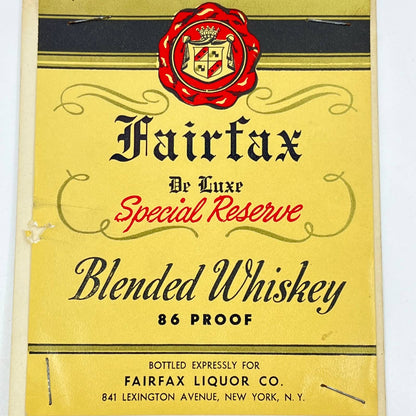 Fairfax
De Luxe
Special Reserve
Blended Whiskey
86 PROOF
BOTTLED EXPRESSLY FOR
FAIRFAX LIQUOR CO.
841 LEXINGTON AVENUE, NEW YORK, N. Y.